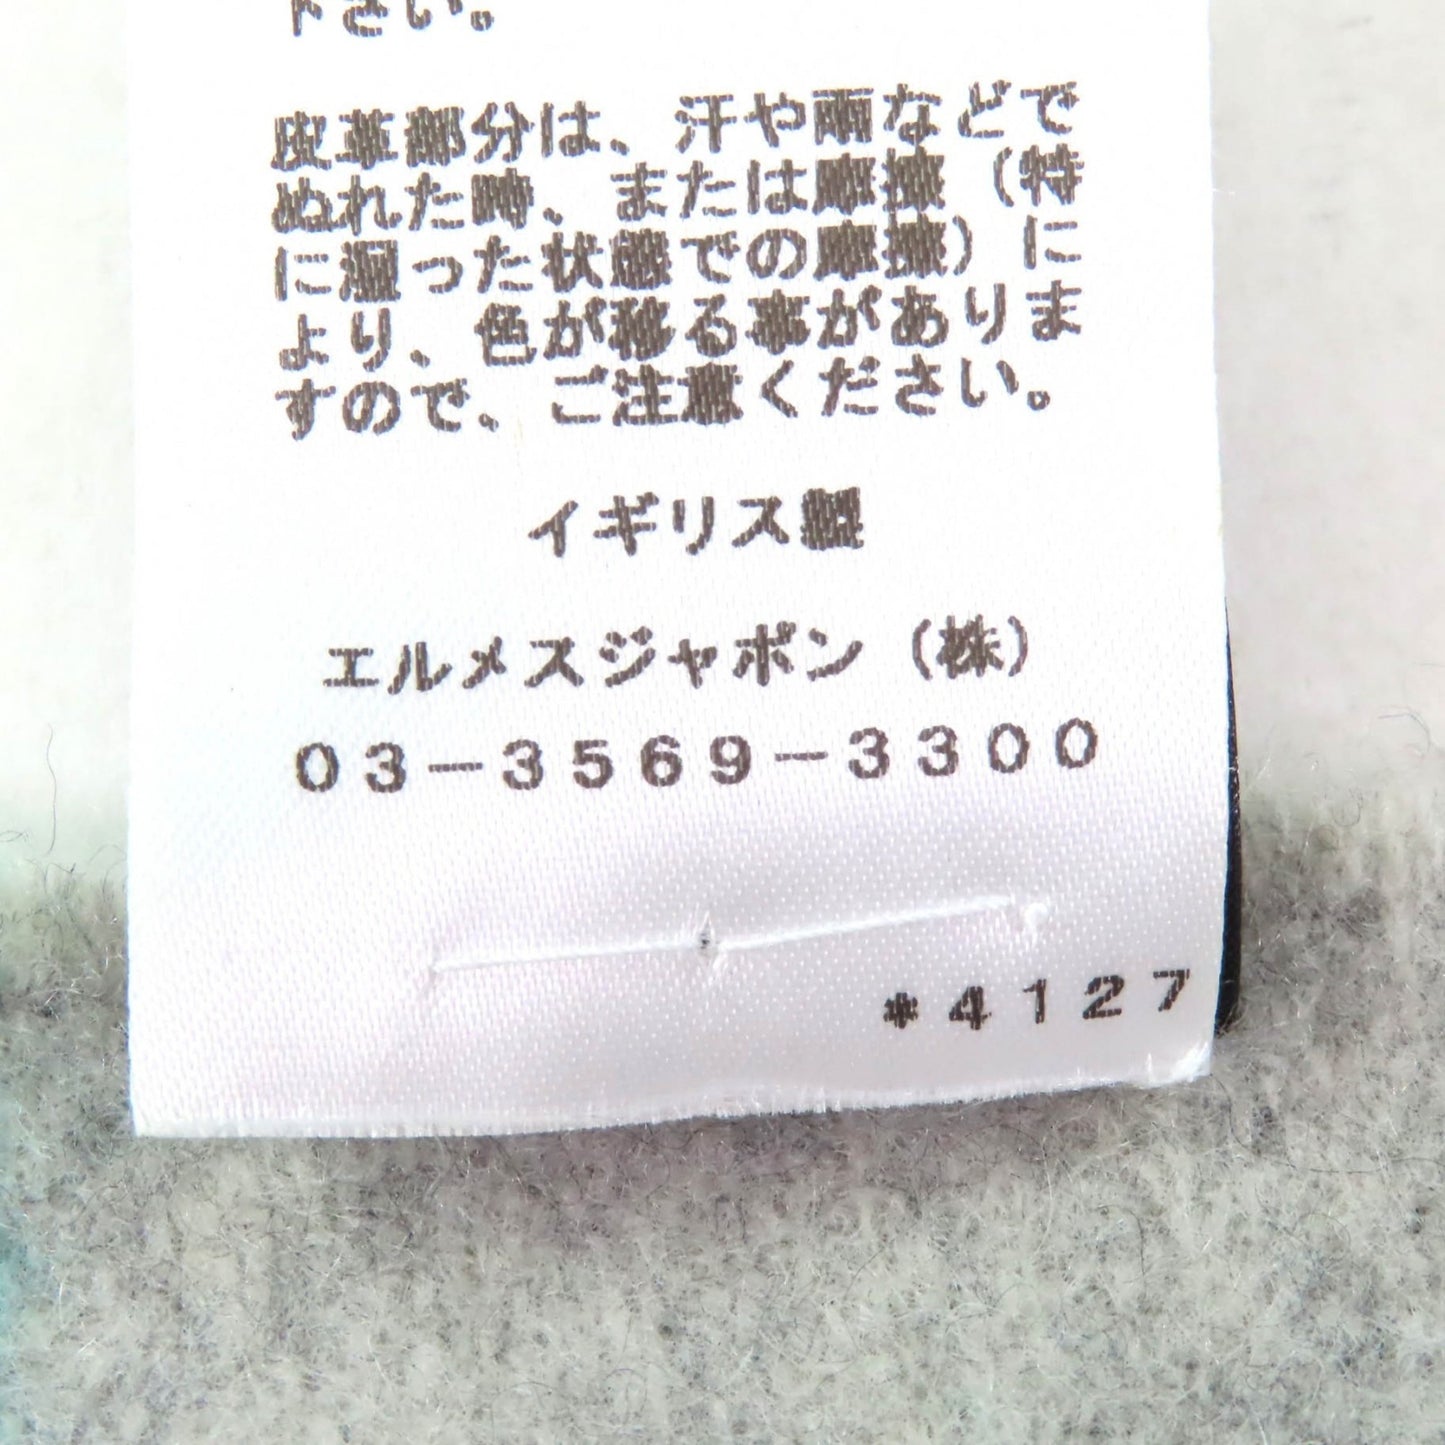 下さい。
皮革部分は、汗や雨などで
ぬれた時、または摩擦（特
に湿った状態での摩擦）に
より、色が移る事がありま
すので、ご注意ください。
イギリス製
エルメスジャポン（株）
03-3569-3300
*4127